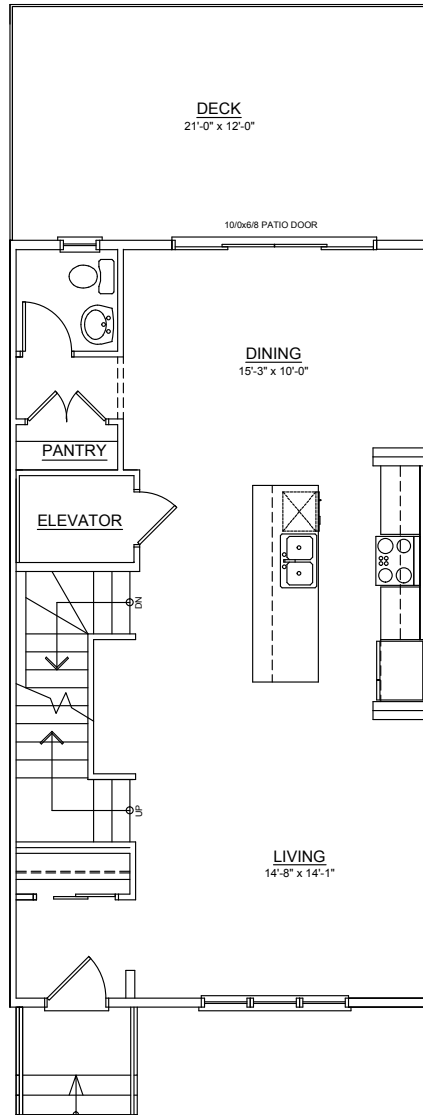 DECK
21'-0" x 12'-0"
10/0x6/8 PATIO DOOR
DINING
15'-3" x 10'-0"
PANTRY
ELEVATOR
DN
UP
LIVING
14'-8" x 14'-1"